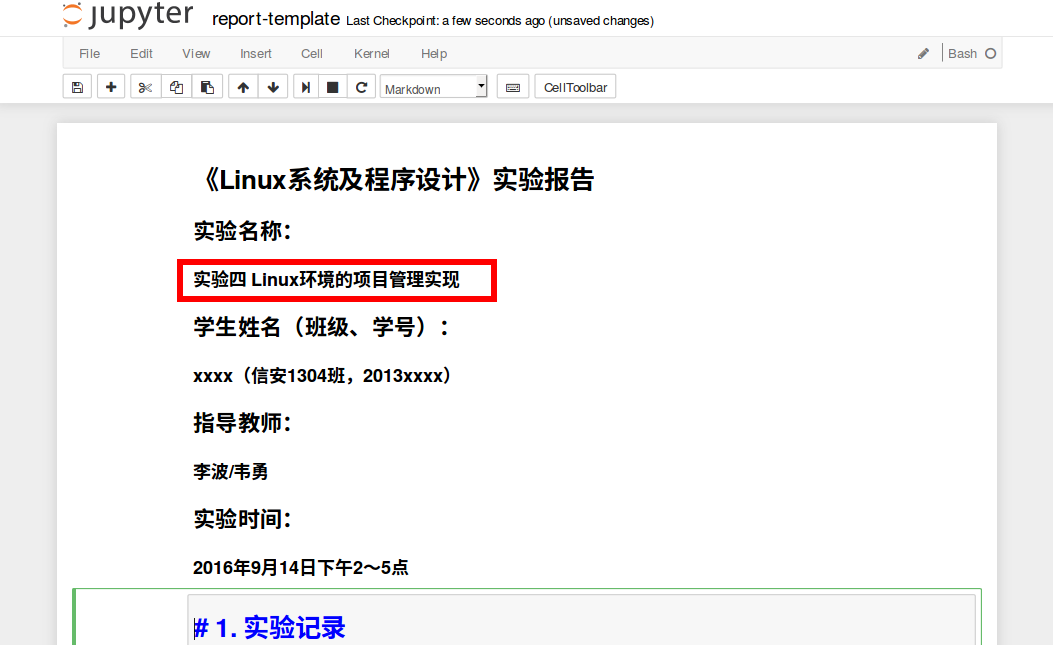 jupyter report-template Last Checkpoint: a few seconds ago (unsaved changes)
File Edit View Insert Cell Kernel Help Bash
Markdown CellToolbar
《Linux系统及程序设计》实验报告
实验名称：
实验四 Linux环境的项目管理实现
学生姓名（班级、学号）：
xxxx（信安1304班，2013xxxx）
指导教师：
李波/韦勇
实验时间：
2016年9月14日下午2～5点
# 1. 实验记录